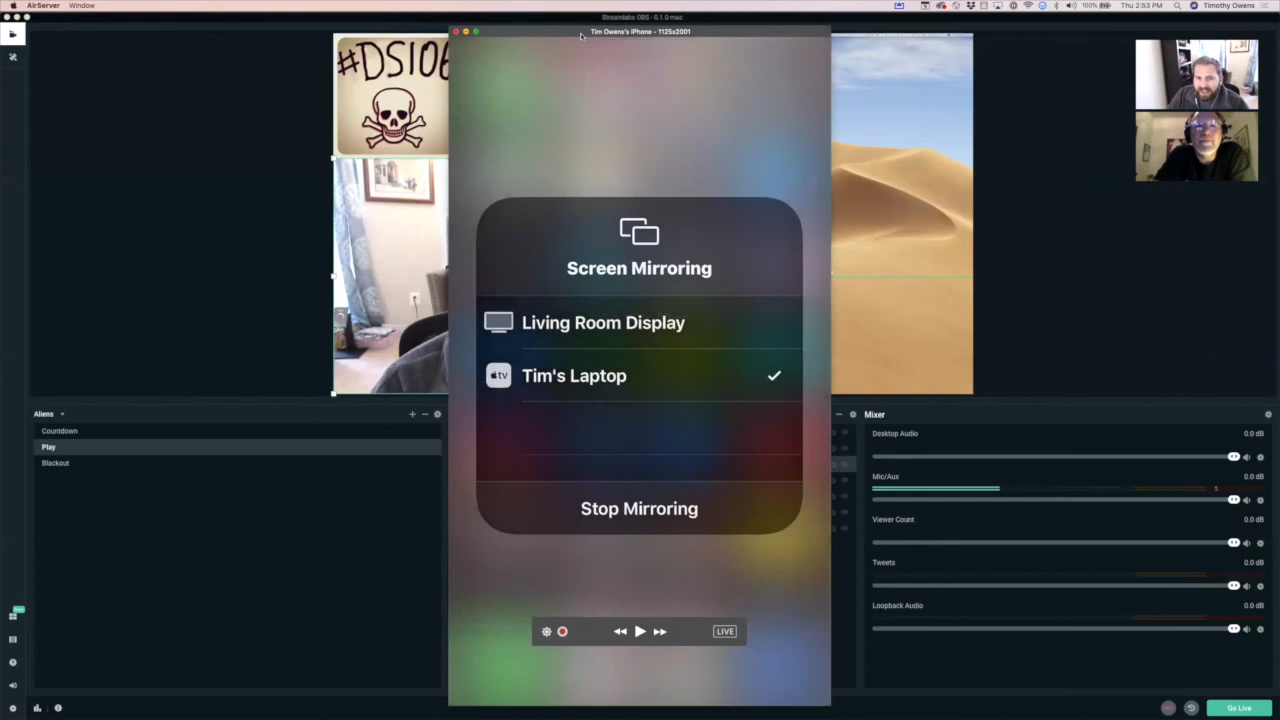 AirServer Window
100% Thu 2:53 PM Timothy Owens
Streamlabs OBS - 0.1.0-mac
Tim Owens's iPhone - 1125x2001
#DS106
Screen Mirroring
Living Room Display
tv Tim's Laptop
Stop Mirroring
LIVE
Aliens
Countdown
Play
Blackout
Mixer
Desktop Audio 0.0 dB
Mic/Aux 0.0 dB
Viewer Count 0.0 dB
Tweets 0.0 dB
Loopback Audio 0.0 dB
Go Live